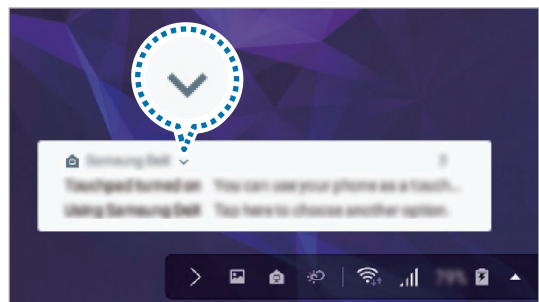 Samsung DeX 2
Touchpad turned on You can use your phone as a touch...
Using Samsung DeX Tap here to choose another option.
79%